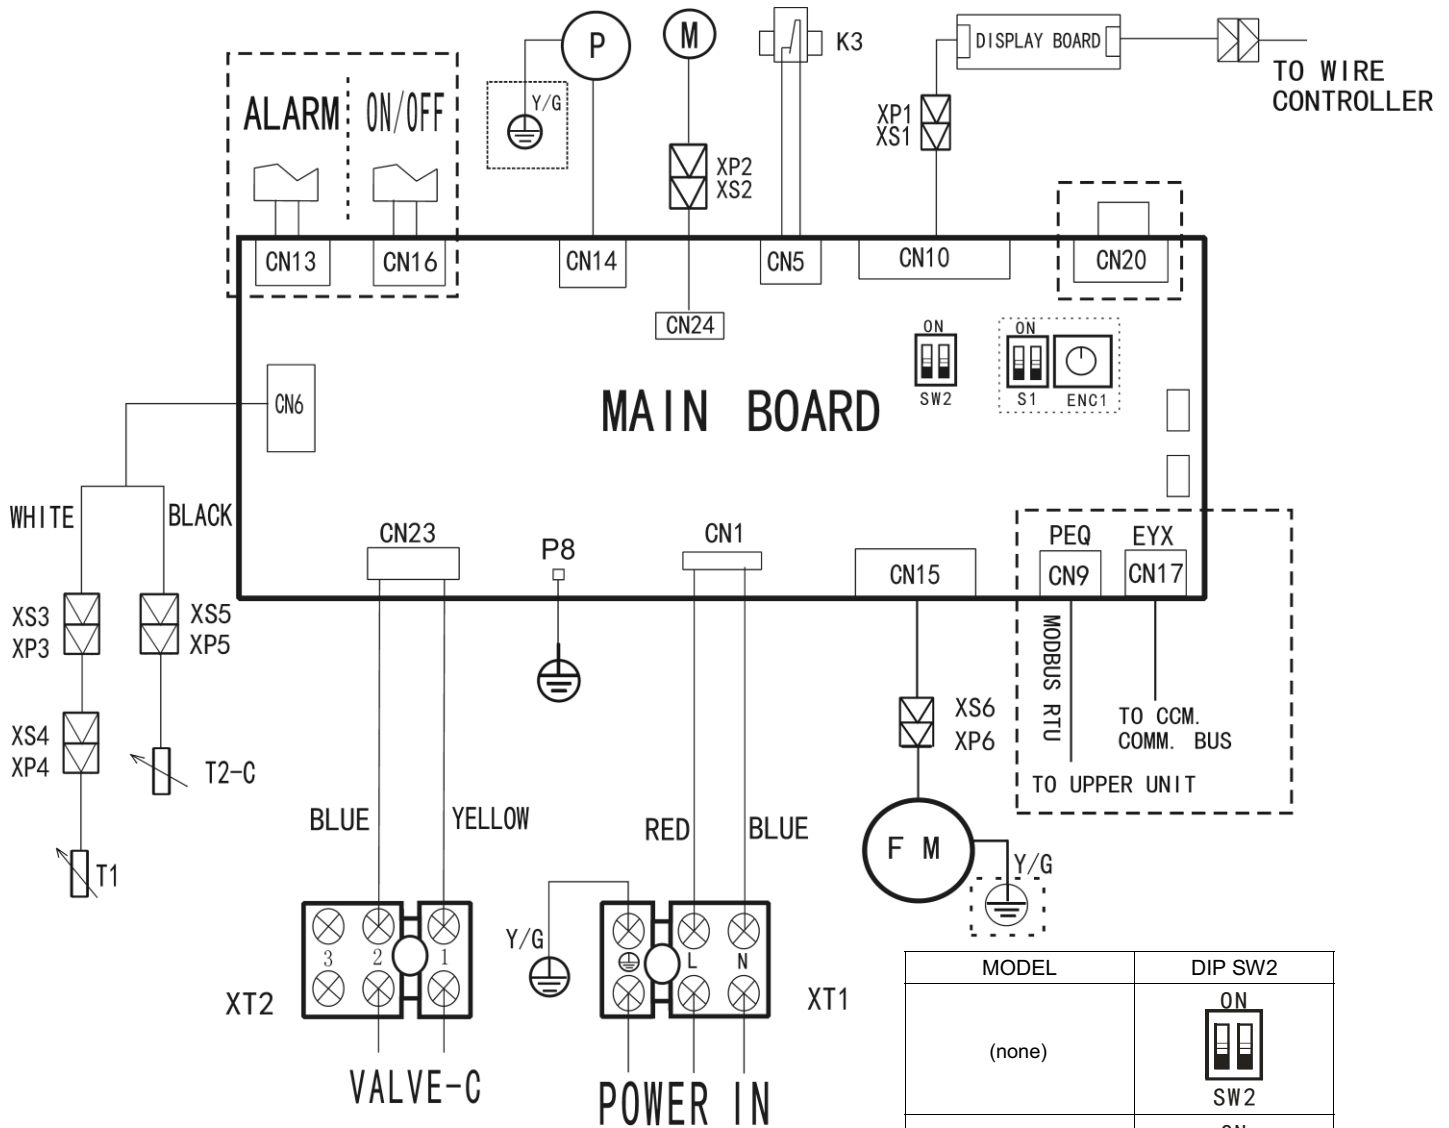 P
M
K3
DISPLAY BOARD
TO WIRE
CONTROLLER
ALARM
ON/OFF
Y/G
XP1
XS1
XP2
XS2
CN13
CN16
CN14
CN5
CN10
CN20
CN24
ON
SW2
ON
S1
ENC1
CN6
MAIN BOARD
WHITE
BLACK
CN23
P8
CN1
CN15
PEQ
CN9
EYX
CN17
XS3
XP3
XS5
XP5
MODBUS RTU
XS4
XP4
T2-C
XS6
XP6
TO CCM.
COMM. BUS
TO UPPER UNIT
BLUE
YELLOW
RED
BLUE
FM
Y/G
T1
3
2
1
Y/G
L
N
XT2
XT1
VALVE-C
POWER IN
MODEL
DIP SW2
(none)
ON
SW2